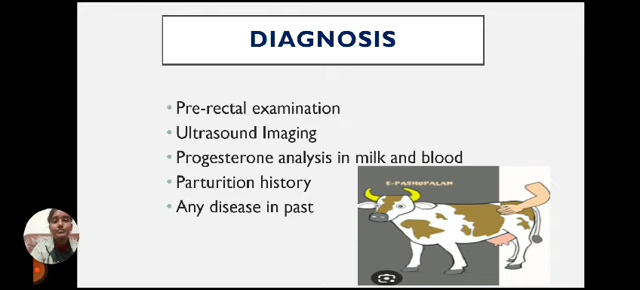 DIAGNOSIS
• Pre-rectal examination
• Ultrasound Imaging
• Progesterone analysis in milk and blood
• Parturition history
• Any disease in past
E-PASHUPALAN